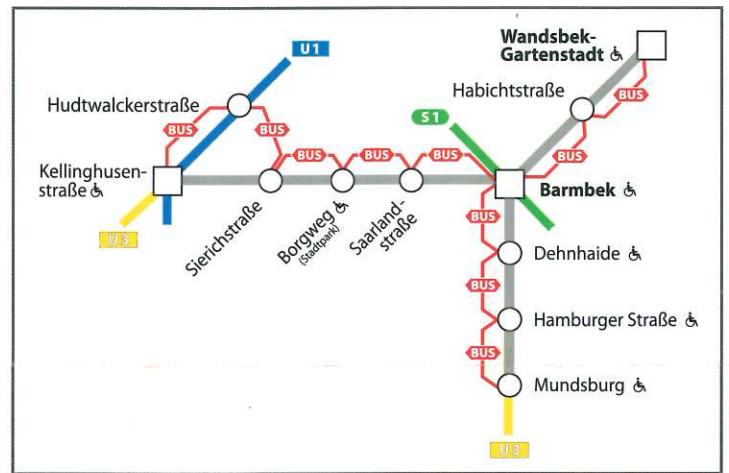 U1
Wandsbek-
Gartenstadt
Habichtstraße
Hudtwalckerstraße
BUS
BUS
BUS
S1
Kellinghusen-
straße
BUS
BUS
BUS
BUS
Barmbek
U3
Sierichstraße
Borgweg
(Stadtpark)
Saarland-
straße
BUS
Dehnhaide
BUS
Hamburger Straße
BUS
Mundsburg
U3